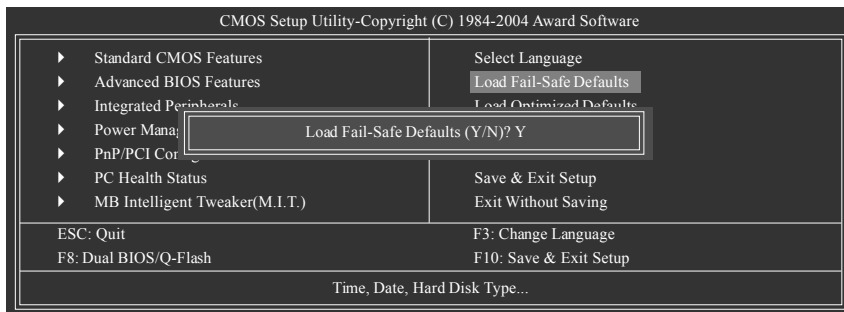 CMOS Setup Utility-Copyright (C) 1984-2004 Award Software
Standard CMOS Features
Advanced BIOS Features
Integrated Peripherals
Power Mana
PnP/PCI Con
PC Health Status
MB Intelligent Tweaker(M.I.T.)
Select Language
Load Fail-Safe Defaults
Load Optimized Defaults
Save & Exit Setup
Exit Without Saving
Load Fail-Safe Defaults (Y/N)? Y
ESC: Quit
F3: Change Language
F8: Dual BIOS/Q-Flash
F10: Save & Exit Setup
Time, Date, Hard Disk Type...